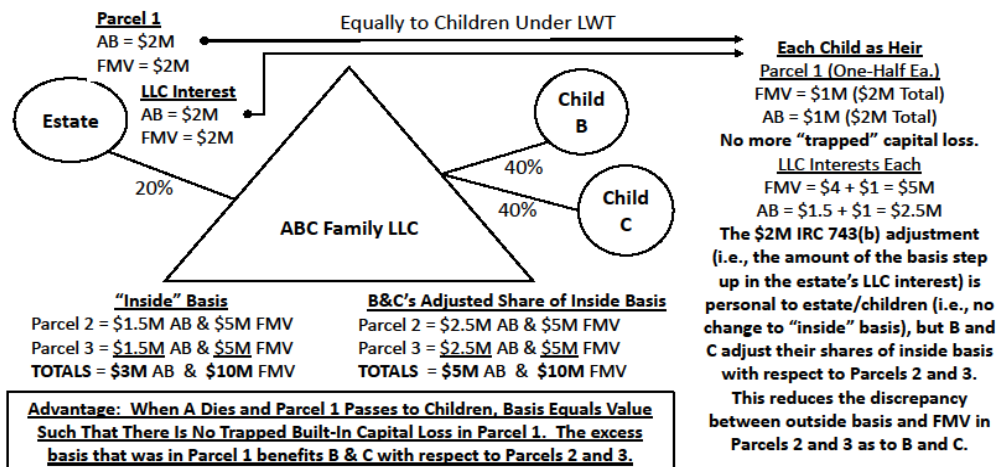 Parcel 1
AB = $2M
FMV = $2M
Equally to Children Under LWT
LLC Interest
AB = $2M
FMV = $2M
Estate
20%
ABC Family LLC
Child
B
40%
40%
Child
C
Each Child as Heir
Parcel 1 (One-Half Ea.)
FMV = $1M ($2M Total)
AB = $1M ($2M Total)
No more “trapped” capital loss.
LLC Interests Each
FMV = $4 + $1 = $5M
AB = $1.5 + $1 = $2.5M
The $2M IRC 743(b) adjustment
(i.e., the amount of the basis step
up in the estate’s LLC interest) is
personal to estate/children (i.e., no
change to “inside” basis), but B and
C adjust their shares of inside basis
with respect to Parcels 2 and 3.
This reduces the discrepancy
between outside basis and FMV in
Parcels 2 and 3 as to B and C.
“Inside” Basis
Parcel 2 = $1.5M AB & $5M FMV
Parcel 3 = $1.5M AB & $5M FMV
TOTALS = $3M AB & $10M FMV
B&C’s Adjusted Share of Inside Basis
Parcel 2 = $2.5M AB & $5M FMV
Parcel 3 = $2.5M AB & $5M FMV
TOTALS = $5M AB & $10M FMV
Advantage: When A Dies and Parcel 1 Passes to Children, Basis Equals Value
Such That There Is No Trapped Built-In Capital Loss in Parcel 1. The excess
basis that was in Parcel 1 benefits B & C with respect to Parcels 2 and 3.